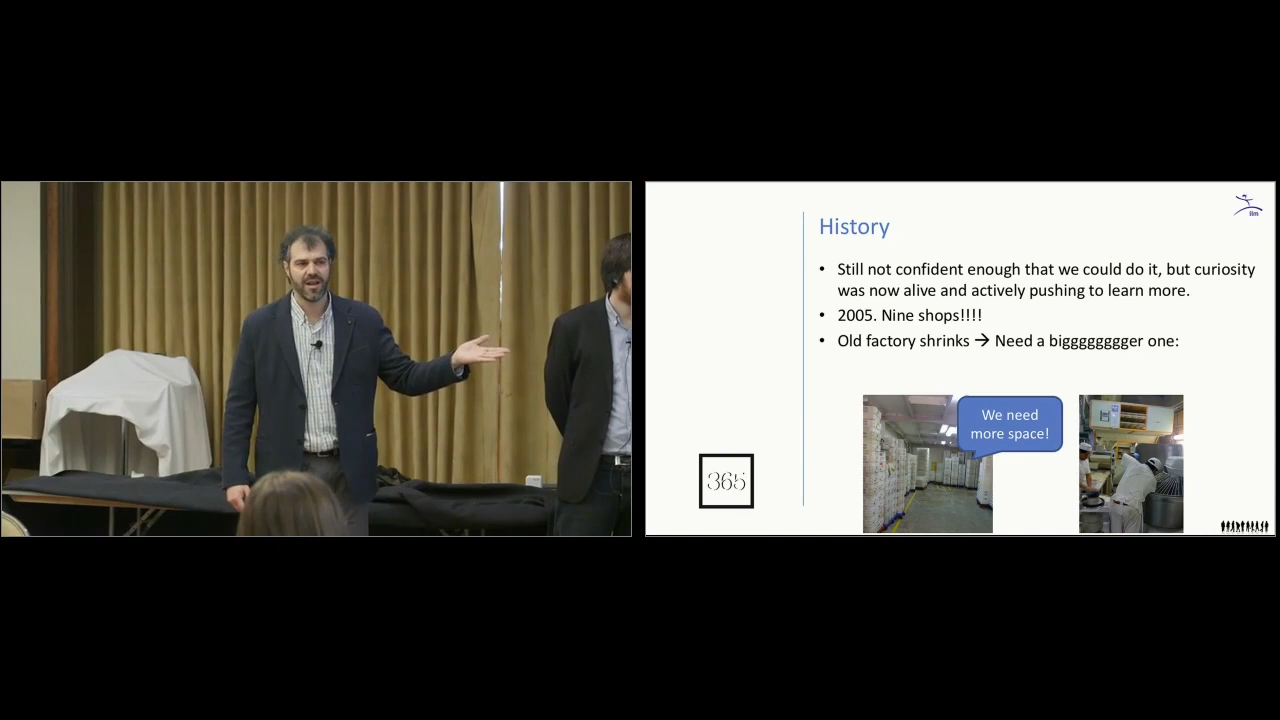 ilm
History
• Still not confident enough that we could do it, but curiosity
was now alive and actively pushing to learn more.
• 2005. Nine shops!!!!
• Old factory shrinks → Need a bigggggggger one:
We need
more space!
365